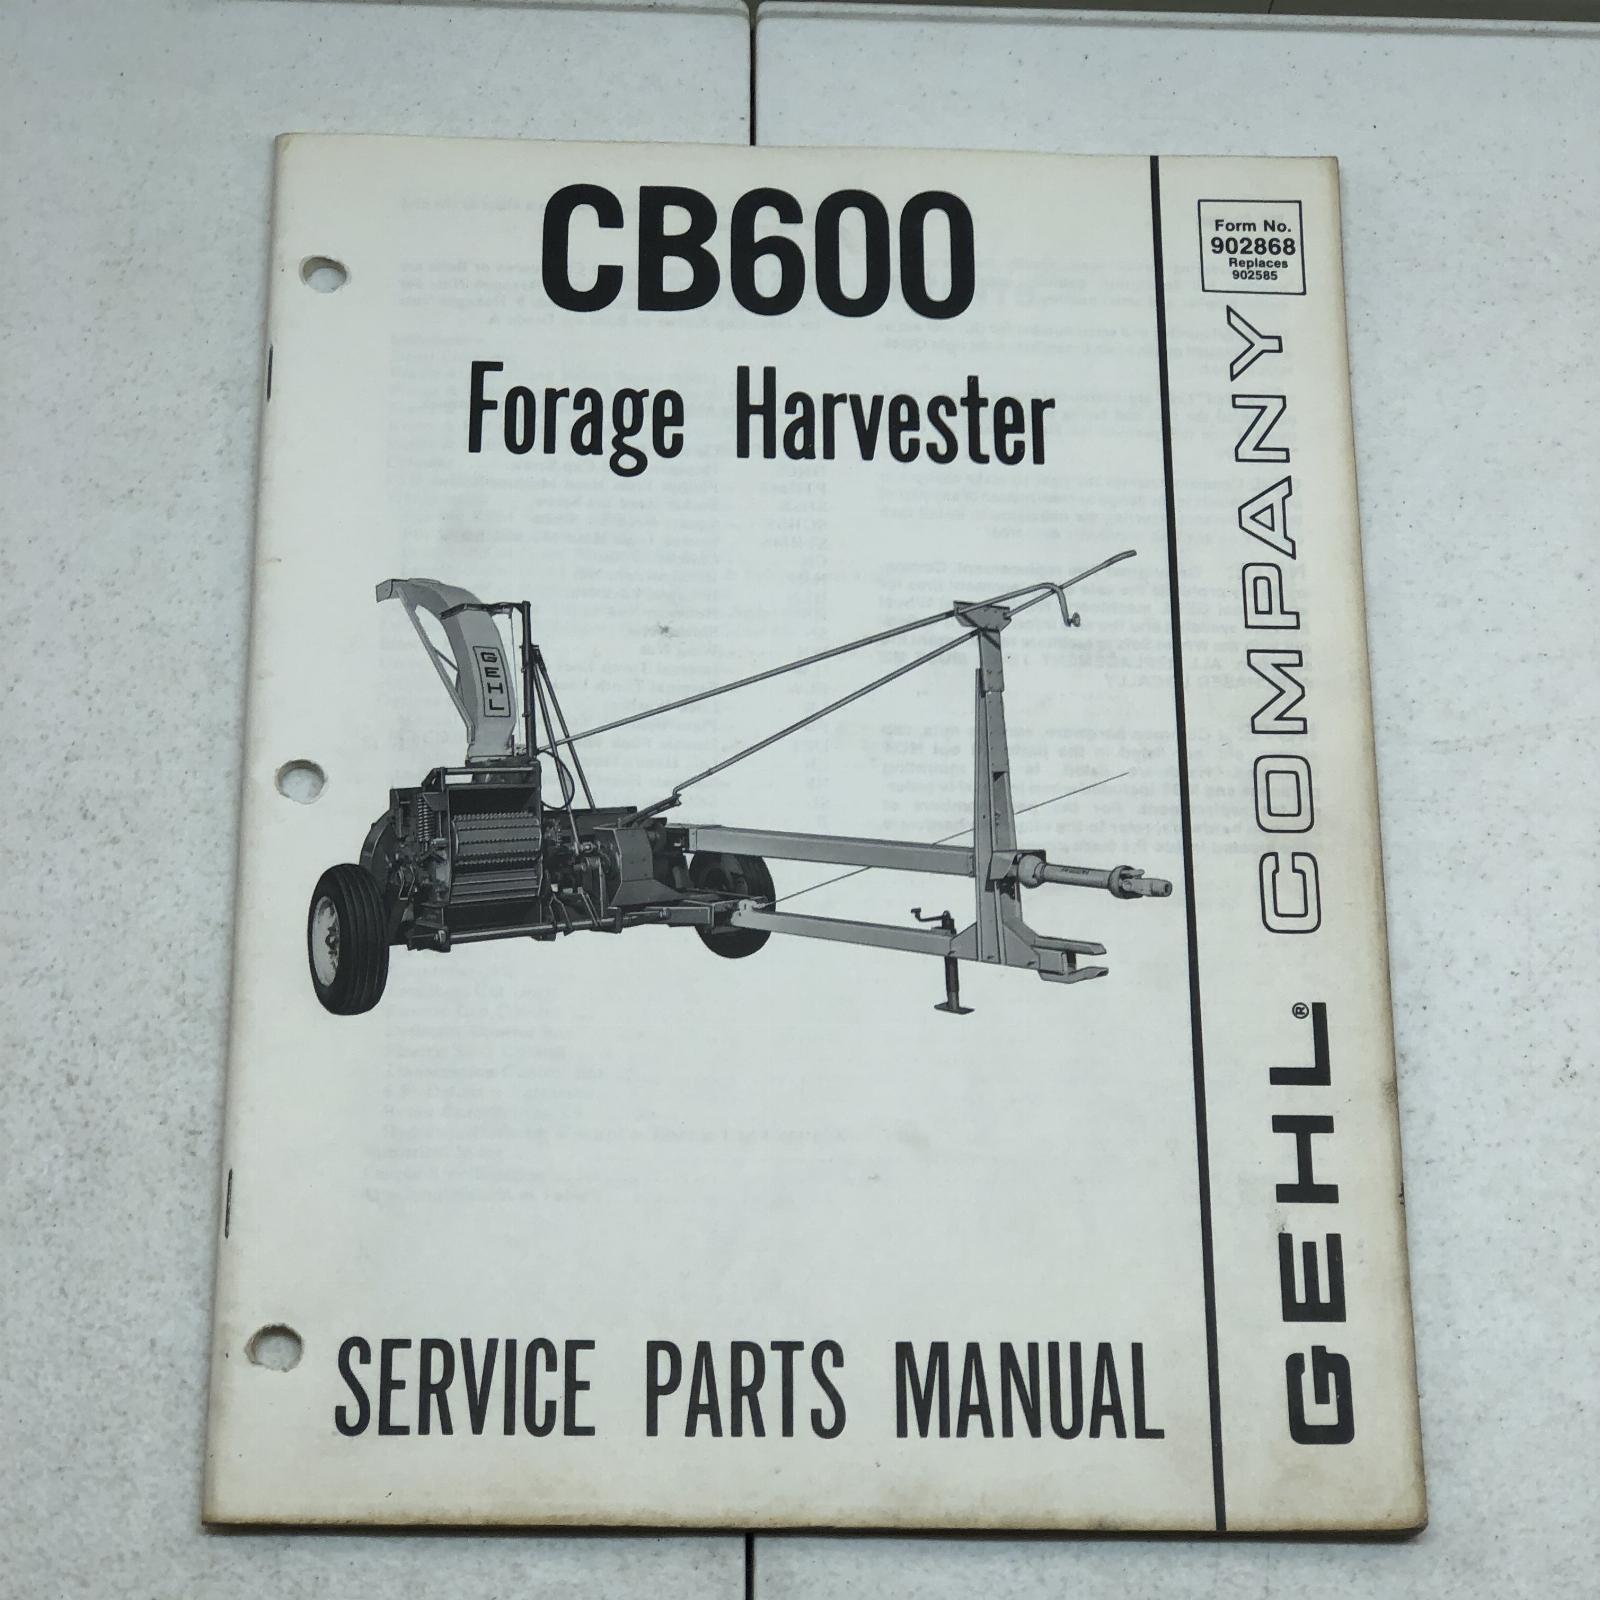 CB600
Forage Harvester
Form No.
902868
Replaces
902585
GEHL® COMPANY
GEHL
SERVICE PARTS MANUAL